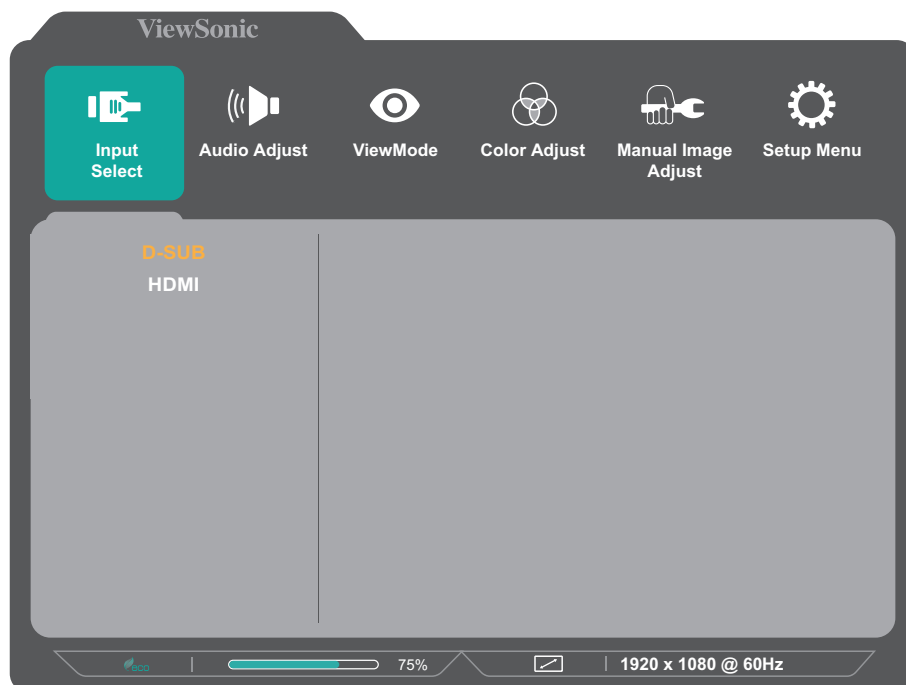 ViewSonic
Input Select
Audio Adjust
ViewMode
Color Adjust
Manual Image Adjust
Setup Menu
D-SUB
HDMI
eco
75%
1920 x 1080 @ 60Hz